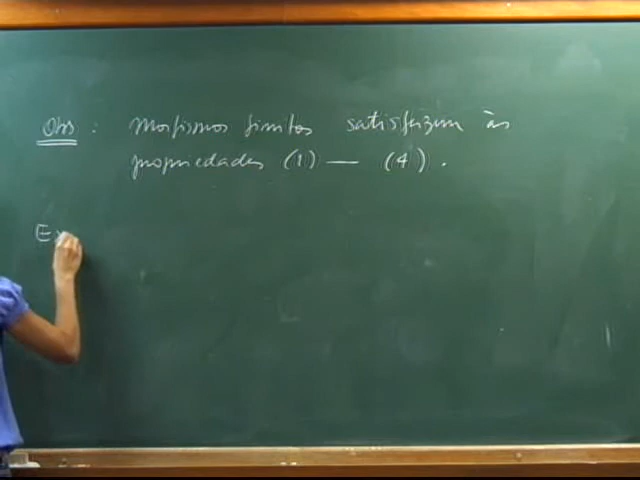 Obs : Morfismos finitos satisfazem às
propriedades (1) — (4) .
Ex